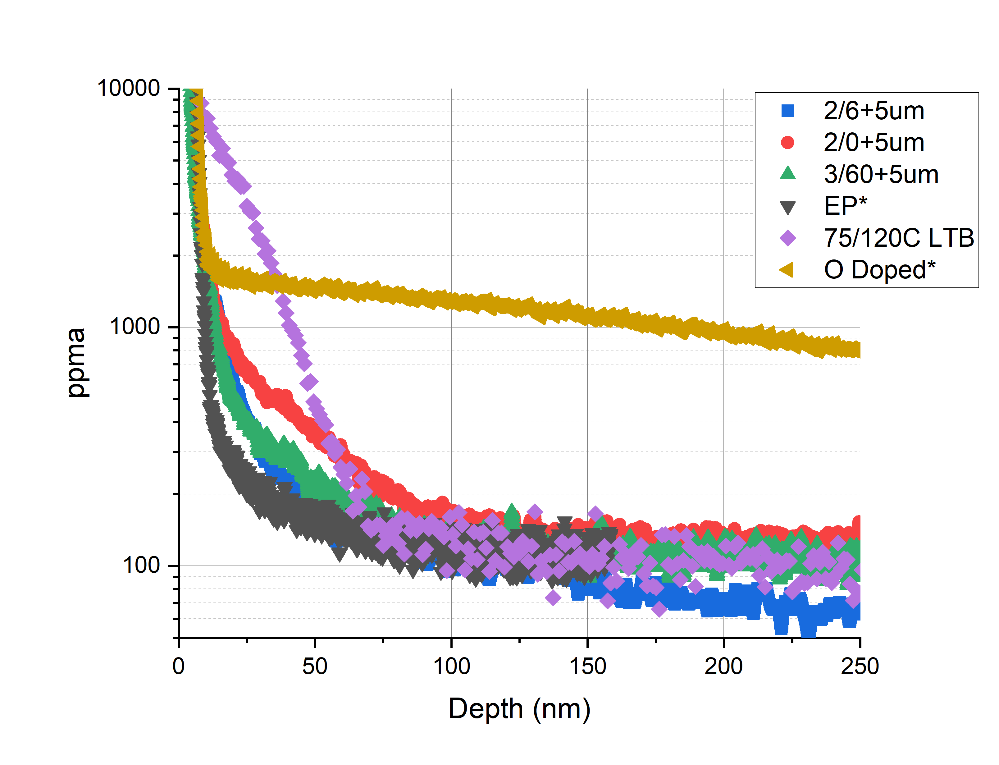 10000
1000
100
ppma
0 50 100 150 200 250
Depth (nm)
2/6+5um
2/0+5um
3/60+5um
EP*
75/120C LTB
O Doped*